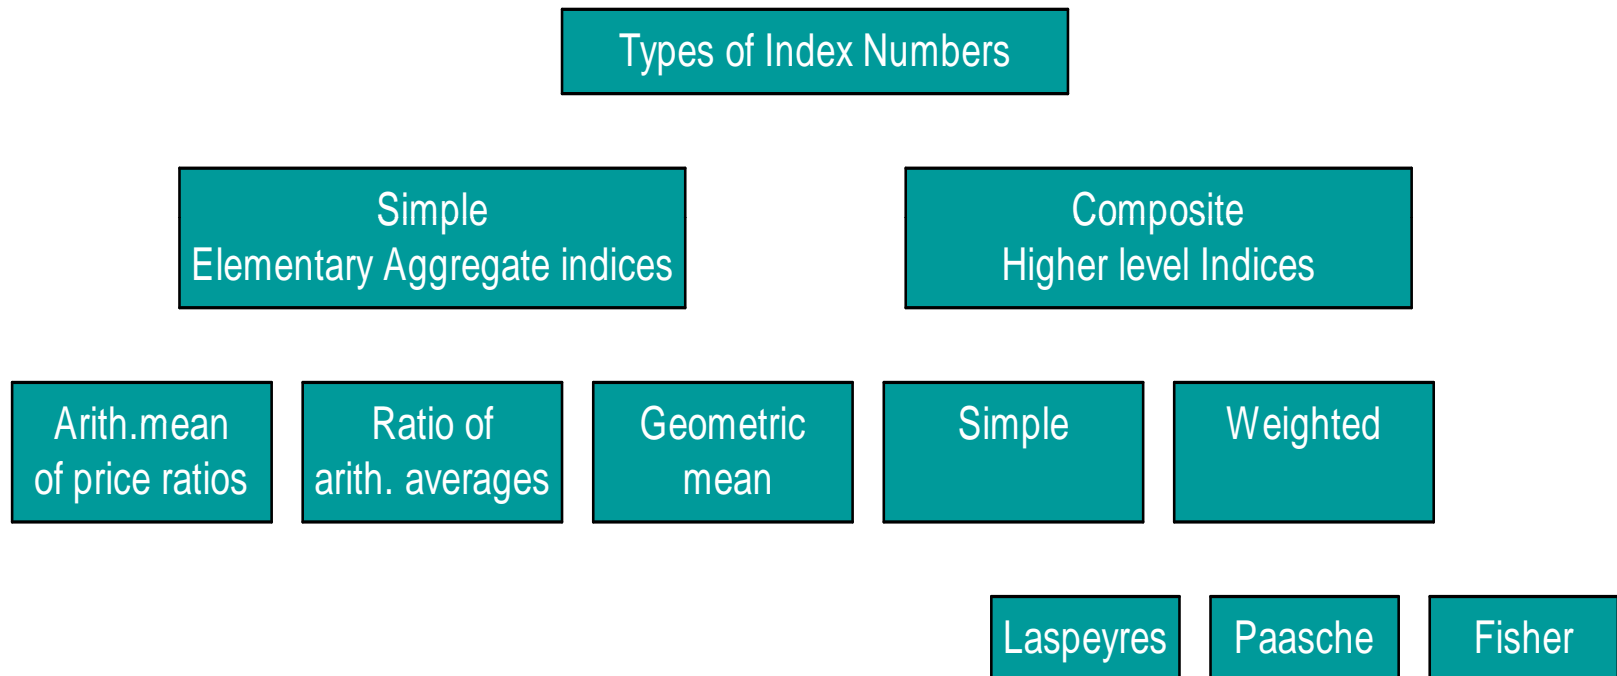 Types of Index Numbers
Simple
Elementary Aggregate indices
Composite
Higher level Indices
Arith.mean
of price ratios
Ratio of
arith. averages
Geometric
mean
Simple
Weighted
Laspeyres
Paasche
Fisher